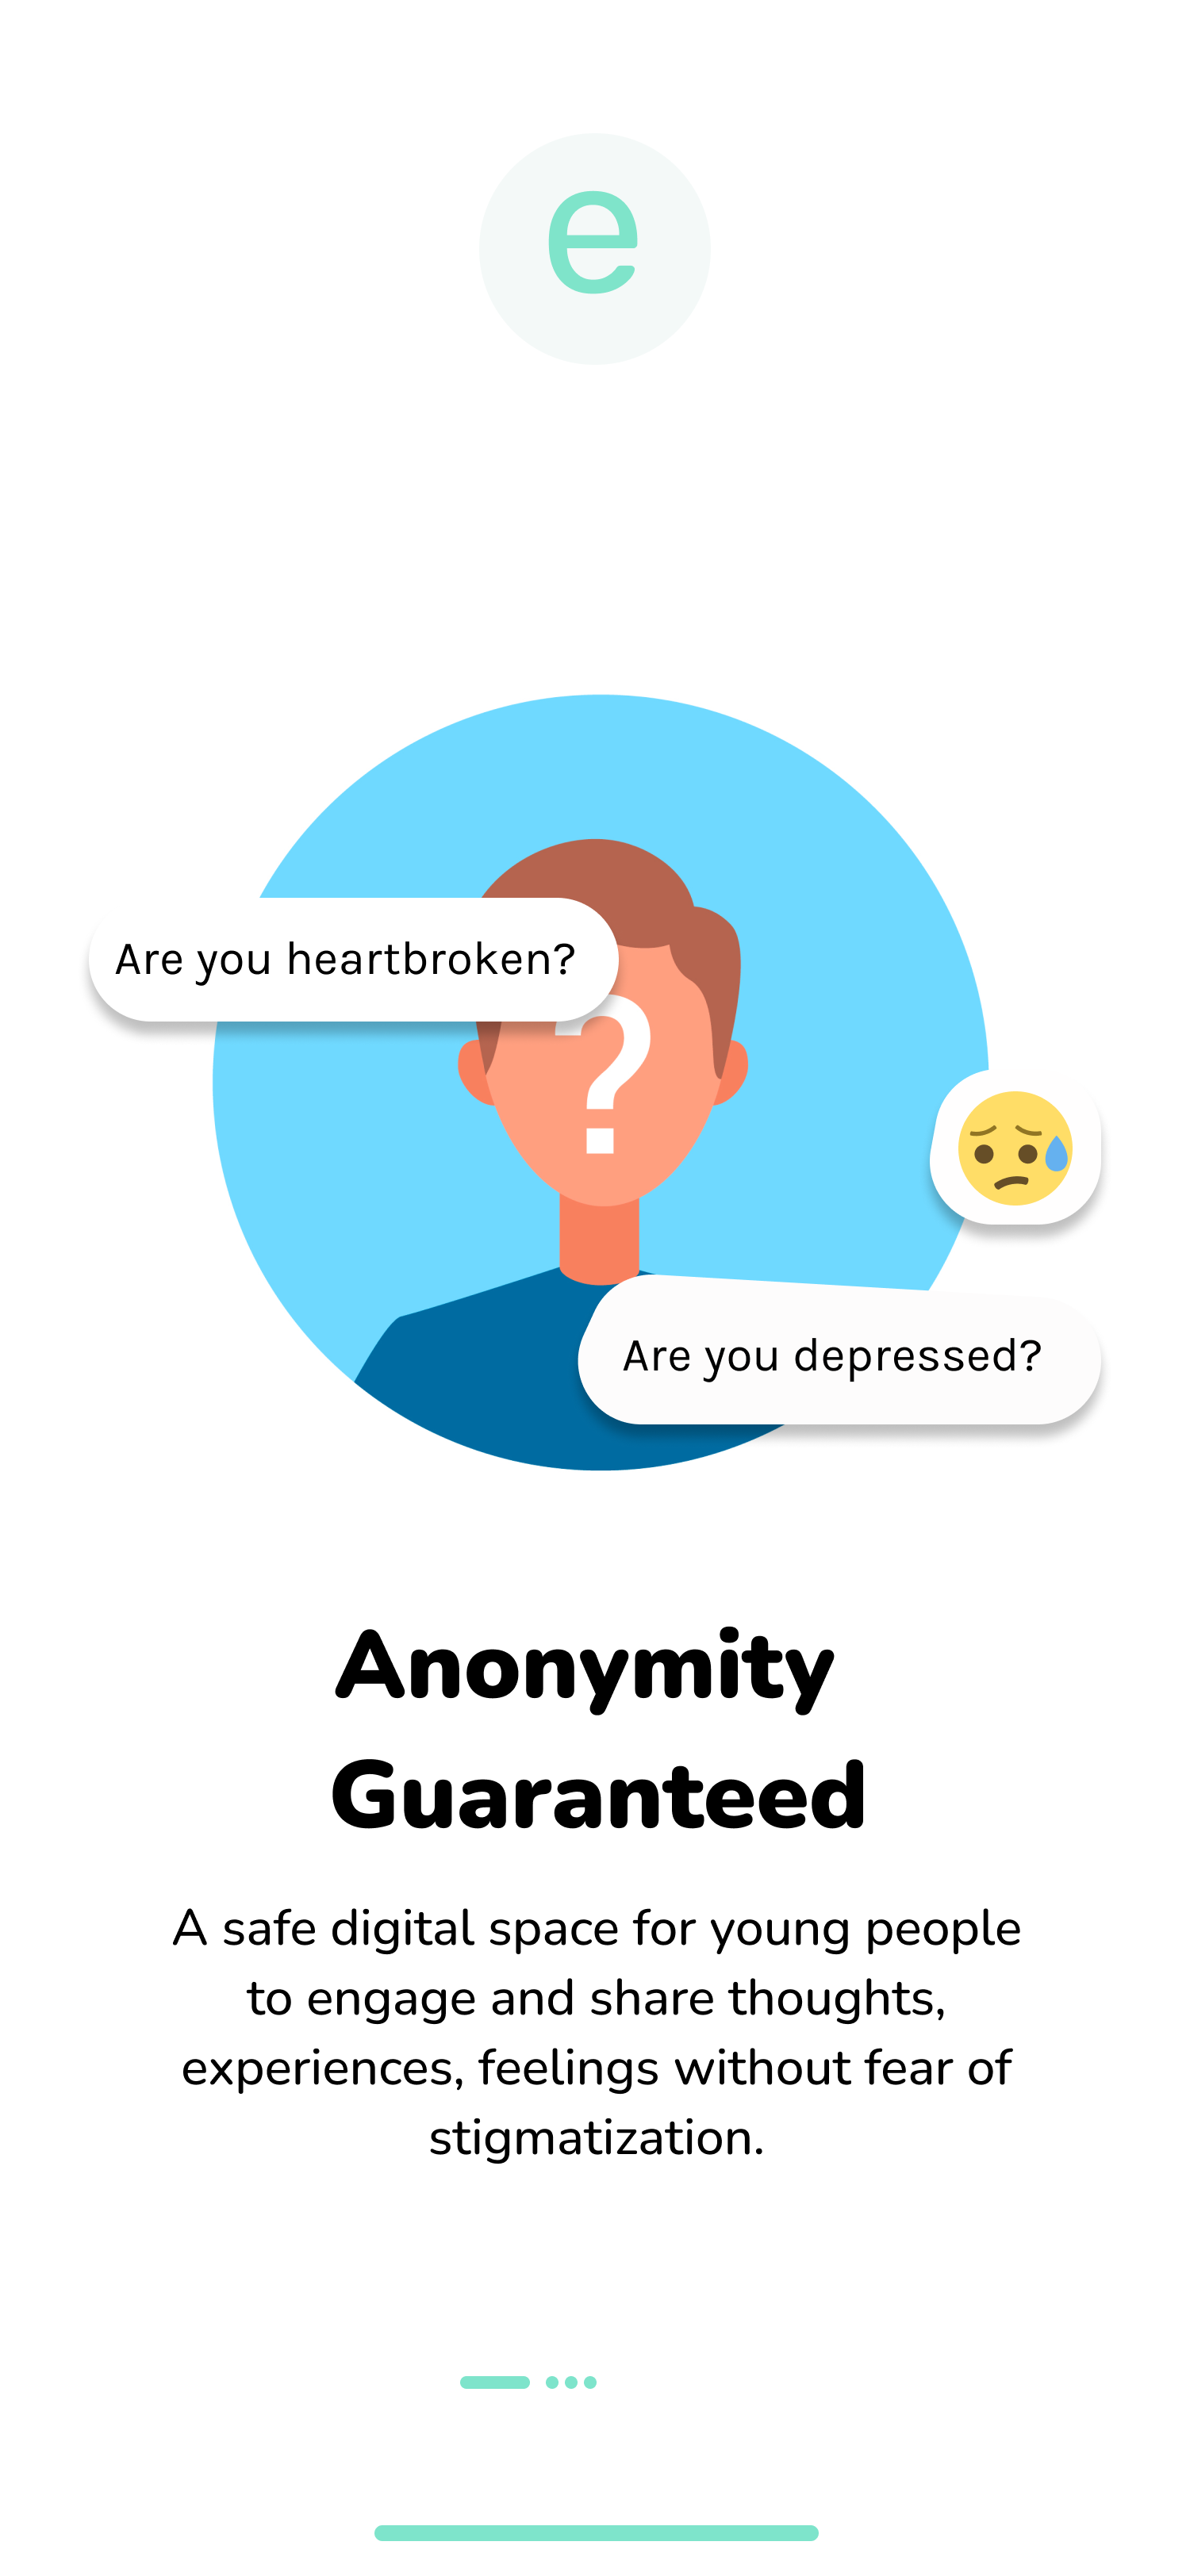 e
Are you heartbroken?
?
Are you depressed?
Anonymity
Guaranteed
A safe digital space for young people
to engage and share thoughts,
experiences, feelings without fear of
stigmatization.